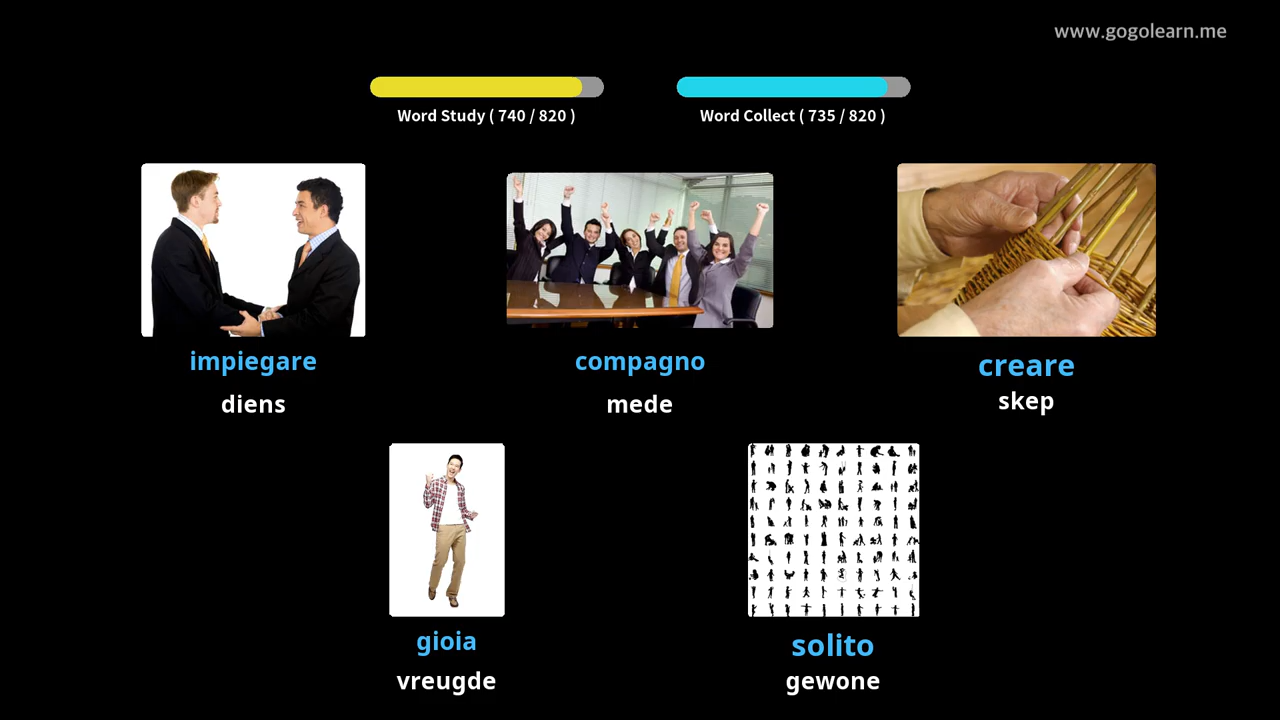 www.gogolearn.me
Word Study ( 740 / 820 )
Word Collect ( 735 / 820 )
impiegare
diens
compagno
mede
creare
skep
gioia
vreugde
solito
gewone